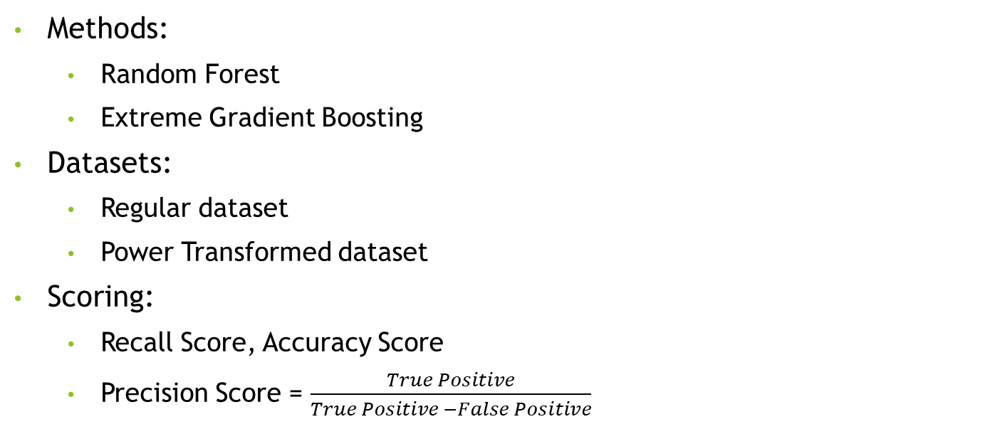 • Methods:
• Random Forest
• Extreme Gradient Boosting
• Datasets:
• Regular dataset
• Power Transformed dataset
• Scoring:
• Recall Score, Accuracy Score
• Precision Score = True Positive / True Positive −False Positive